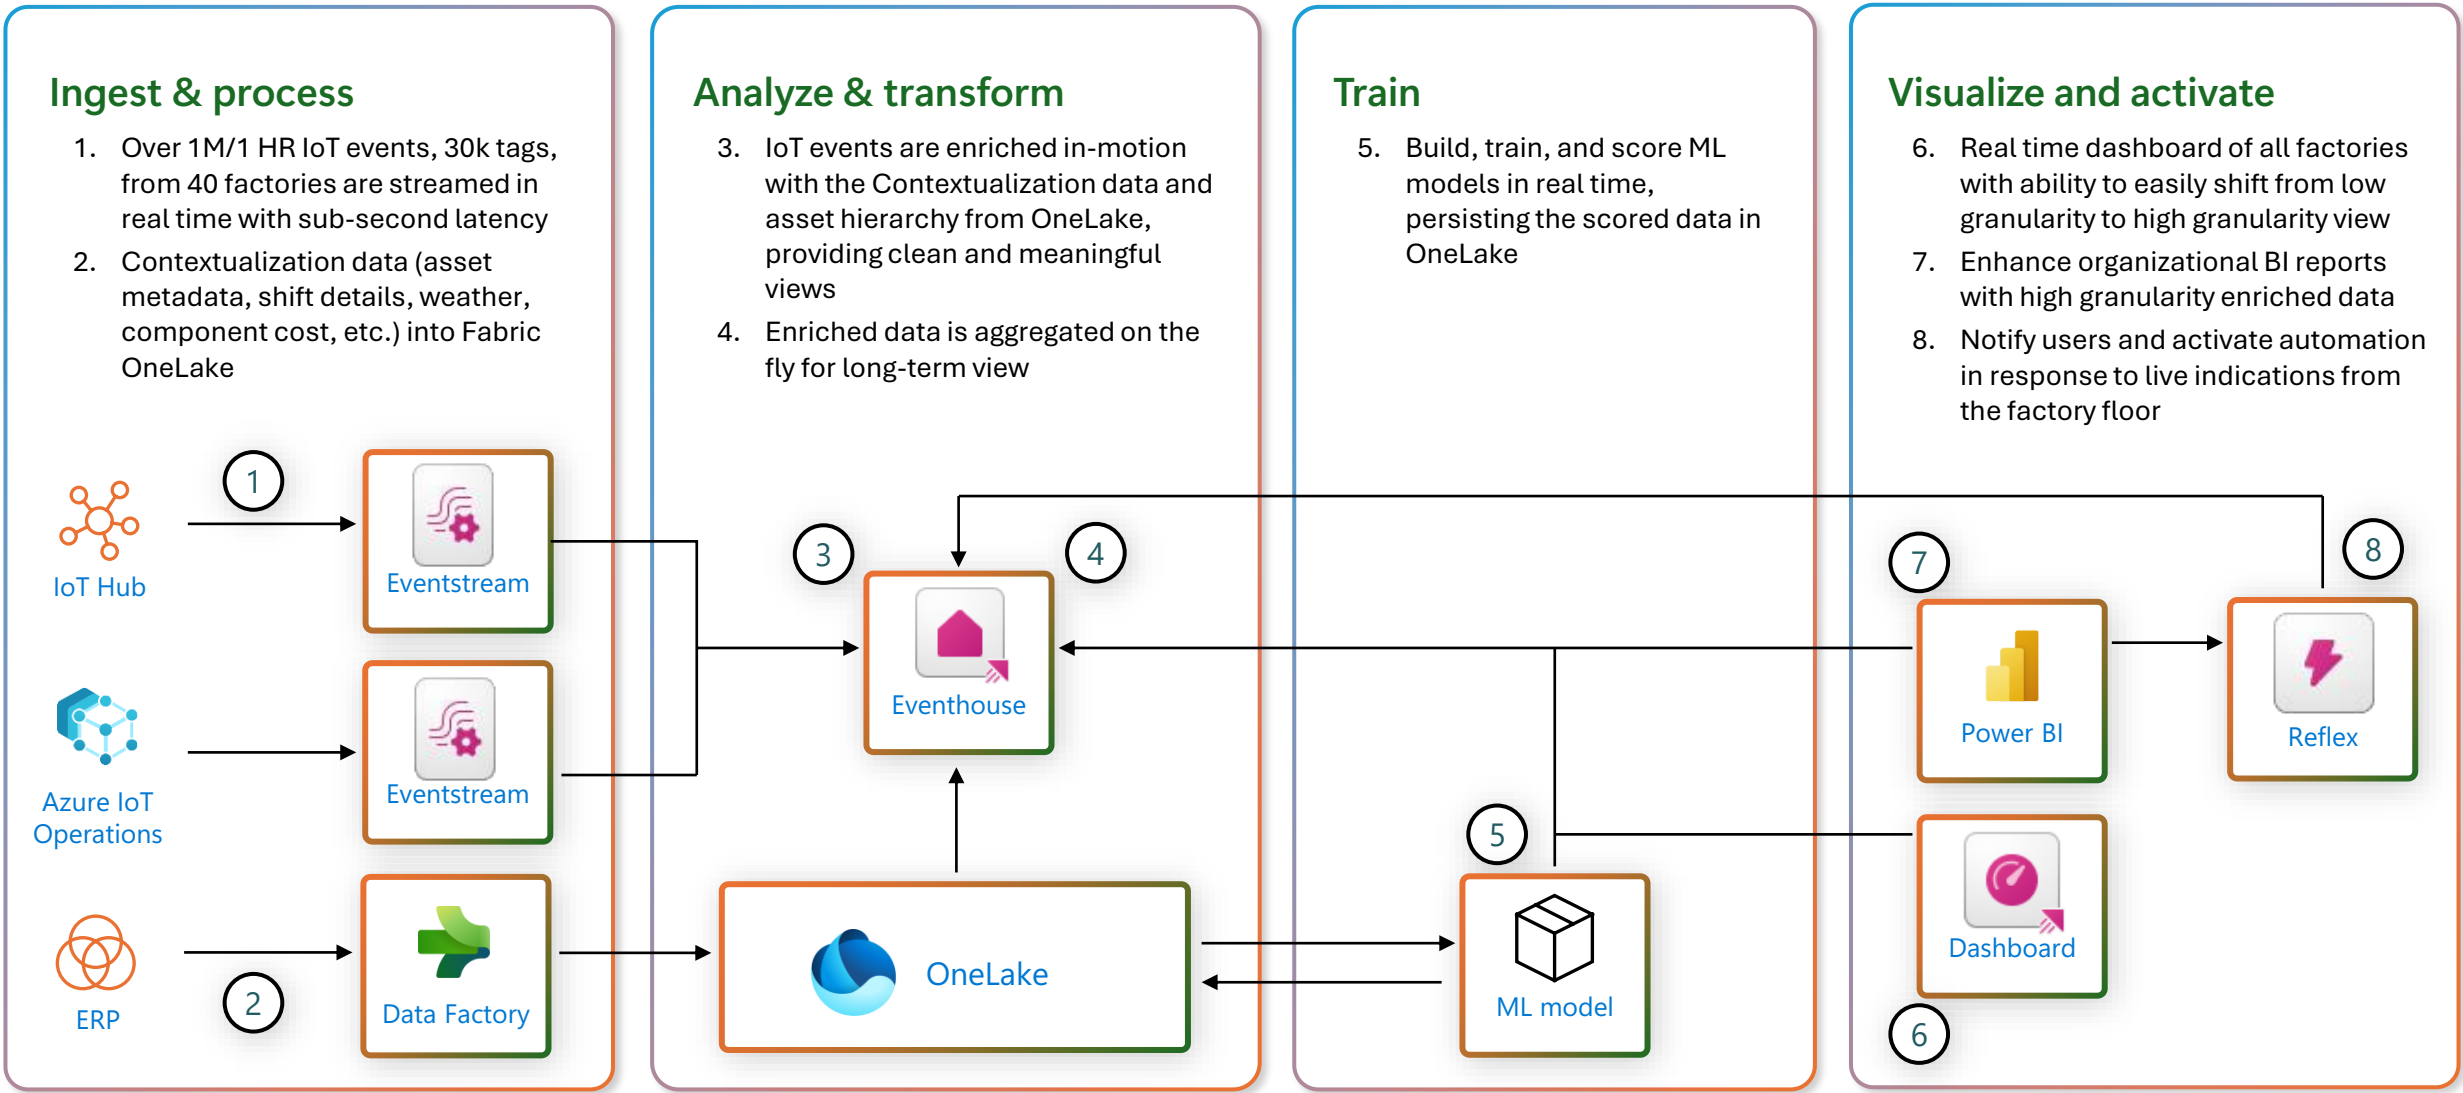 Ingest & process
1. Over 1M/1 HR IoT events, 30k tags,
from 40 factories are streamed in
real time with sub-second latency
2. Contextualization data (asset
metadata, shift details, weather,
component cost, etc.) into Fabric
OneLake
Analyze & transform
3. IoT events are enriched in-motion
with the Contextualization data and
asset hierarchy from OneLake,
providing clean and meaningful
views
4. Enriched data is aggregated on the
fly for long-term view
Train
5. Build, train, and score ML
models in real time,
persisting the scored data in
OneLake
Visualize and activate
6. Real time dashboard of all factories
with ability to easily shift from low
granularity to high granularity view
7. Enhance organizational BI reports
with high granularity enriched data
8. Notify users and activate automation
in response to live indications from
the factory floor
1
IoT Hub
Eventstream
Azure IoT
Operations
Eventstream
ERP
2
Data Factory
3
4
Eventhouse
OneLake
5
ML model
7
Power BI
8
Reflex
Dashboard
6